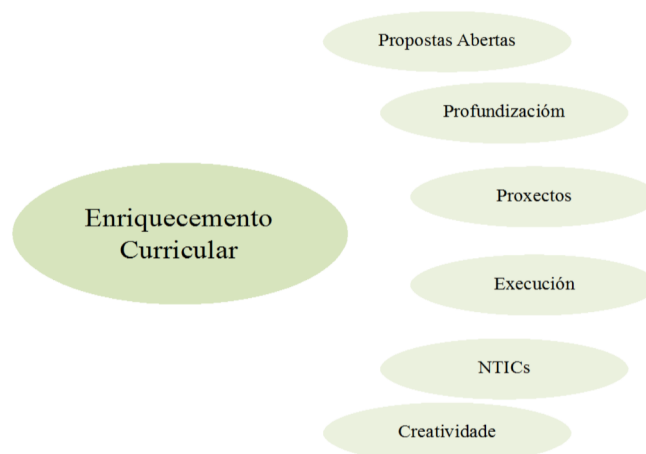 Propostas Abertas
Profundizacióm
Enriquecemento
Curricular
Proxectos
Execución
NTICs
Creatividade